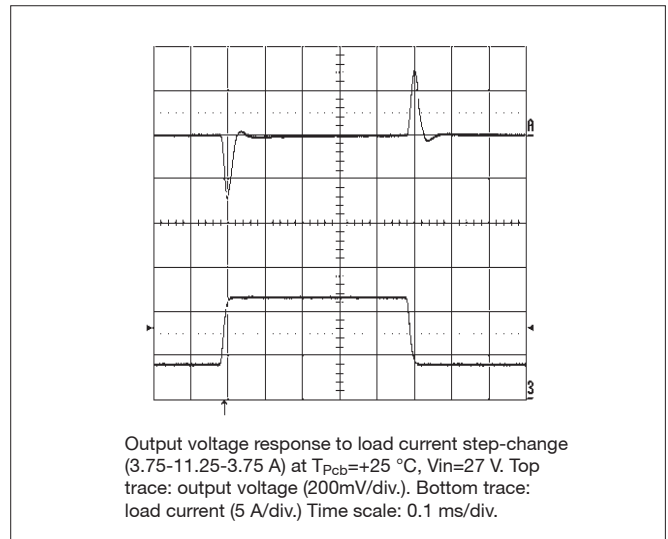 A
3
Output voltage response to load current step-change
(3.75-11.25-3.75 A) at TPcb=+25 °C, Vin=27 V. Top
trace: output voltage (200mV/div.). Bottom trace:
load current (5 A/div.) Time scale: 0.1 ms/div.